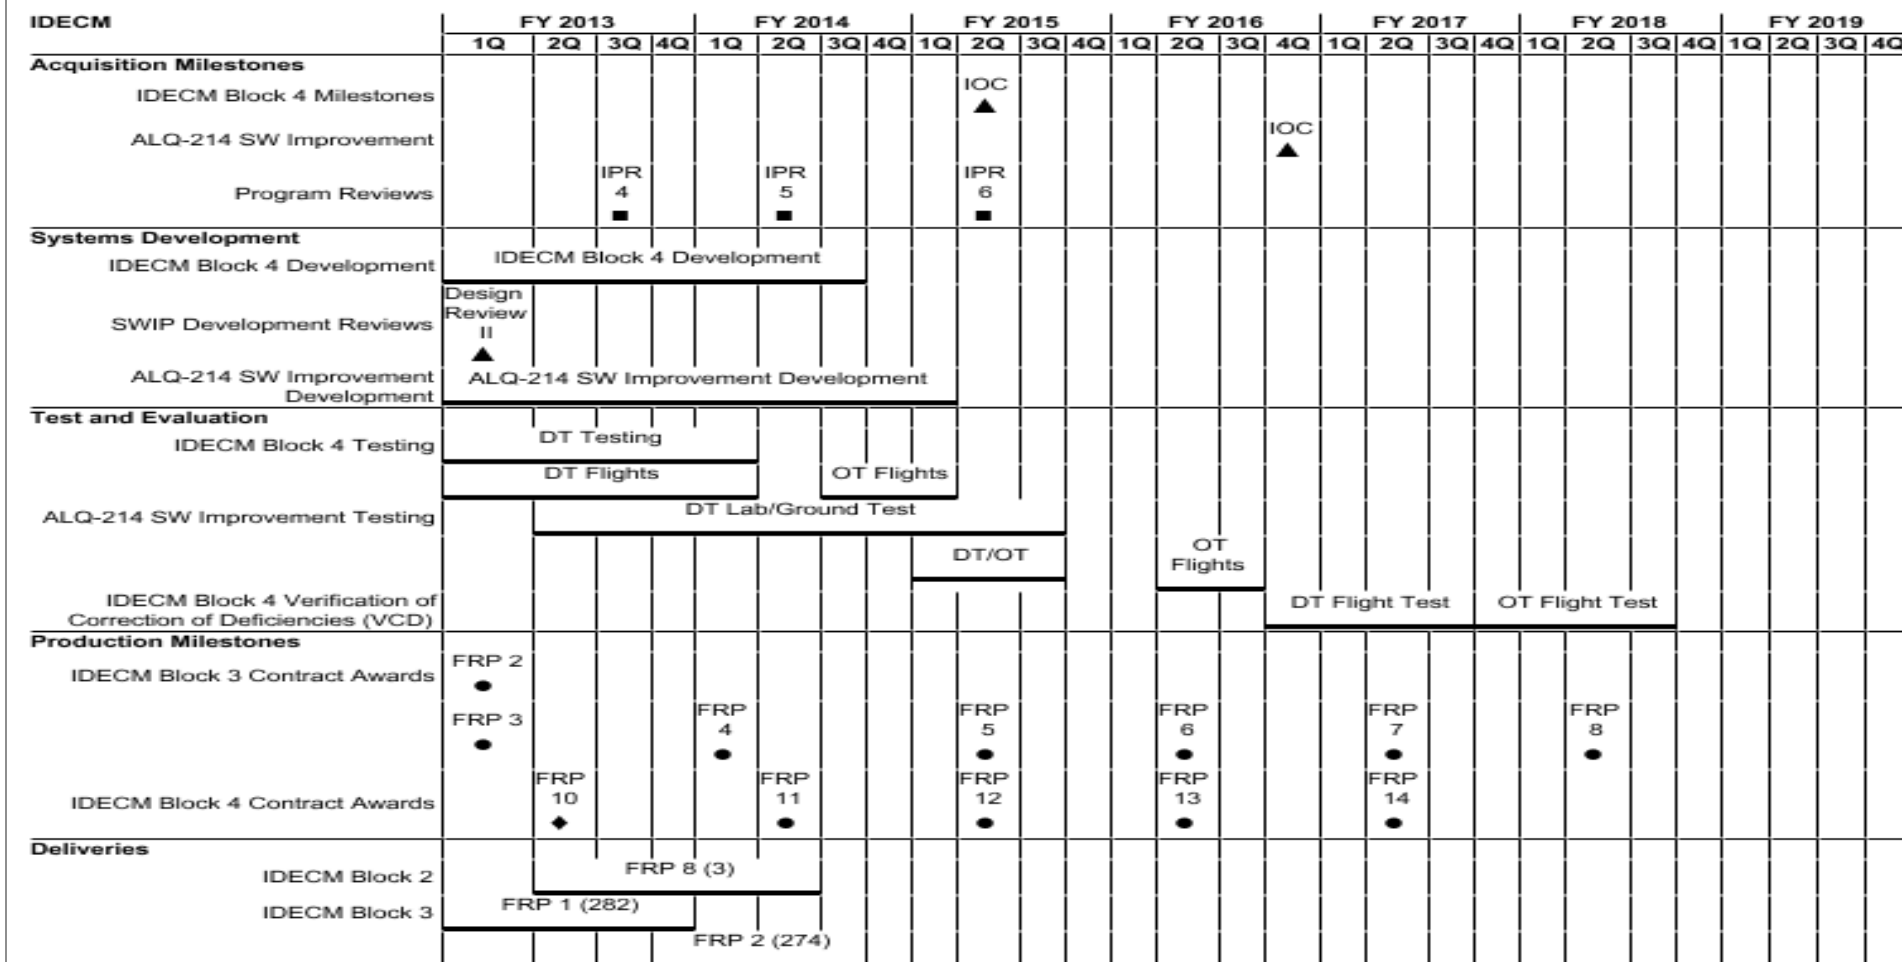 IDECM FY 2013 FY 2014 FY 2015 FY 2016 FY 2017 FY 2018 FY 2019
1Q 2Q 3Q 4Q 1Q 2Q 3Q 4Q 1Q 2Q 3Q 4Q 1Q 2Q 3Q 4Q 1Q 2Q 3Q 4Q 1Q 2Q 3Q 4Q 1Q 2Q 3Q 4Q
Acquisition Milestones
IDECM Block 4 Milestones
IOC
ALQ-214 SW Improvement
IOC
Program Reviews
IPR IPR IPR
4 5 6
Systems Development
IDECM Block 4 Development
IDECM Block 4 Development
SWIP Development Reviews
Design
Review
II
ALQ-214 SW Improvement
Development
ALQ-214 SW Improvement Development
Test and Evaluation
IDECM Block 4 Testing
DT Testing
DT Flights OT Flights
ALQ-214 SW Improvement Testing
DT Lab/Ground Test
DT/OT
OT
Flights
IDECM Block 4 Verification of
Correction of Deficiencies (VCD)
DT Flight Test OT Flight Test
Production Milestones
IDECM Block 3 Contract Awards
FRP 2
FRP 3 FRP FRP FRP FRP FRP
4 5 6 7 8
IDECM Block 4 Contract Awards
FRP FRP FRP FRP FRP
10 11 12 13 14
Deliveries
IDECM Block 2
FRP 8 (3)
IDECM Block 3
FRP 1 (282)
FRP 2 (274)